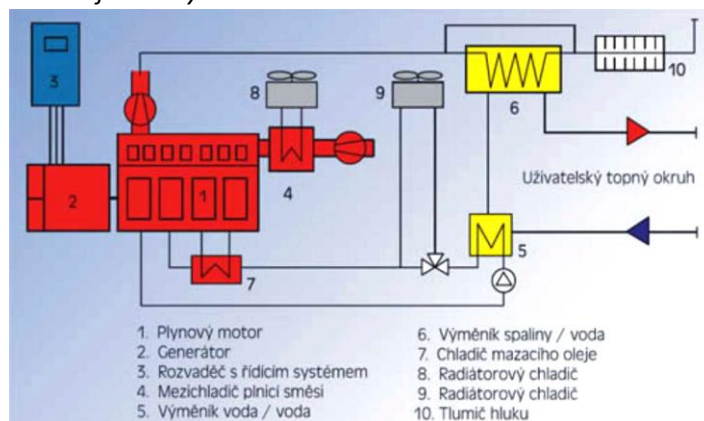 3
8
9
10
6
Uživatelský topný okruh
1
2
4
5
7
1. Plynový motor
2. Generátor
3. Rozvaděč s řídícím systémem
4. Mezichladič plnicí směsi
5. Výměník voda / voda
6. Výměník spaliny / voda
7. Chladič mazacího oleje
8. Radiátorový chladič
9. Radiátorový chladič
10. Tlumič hluku